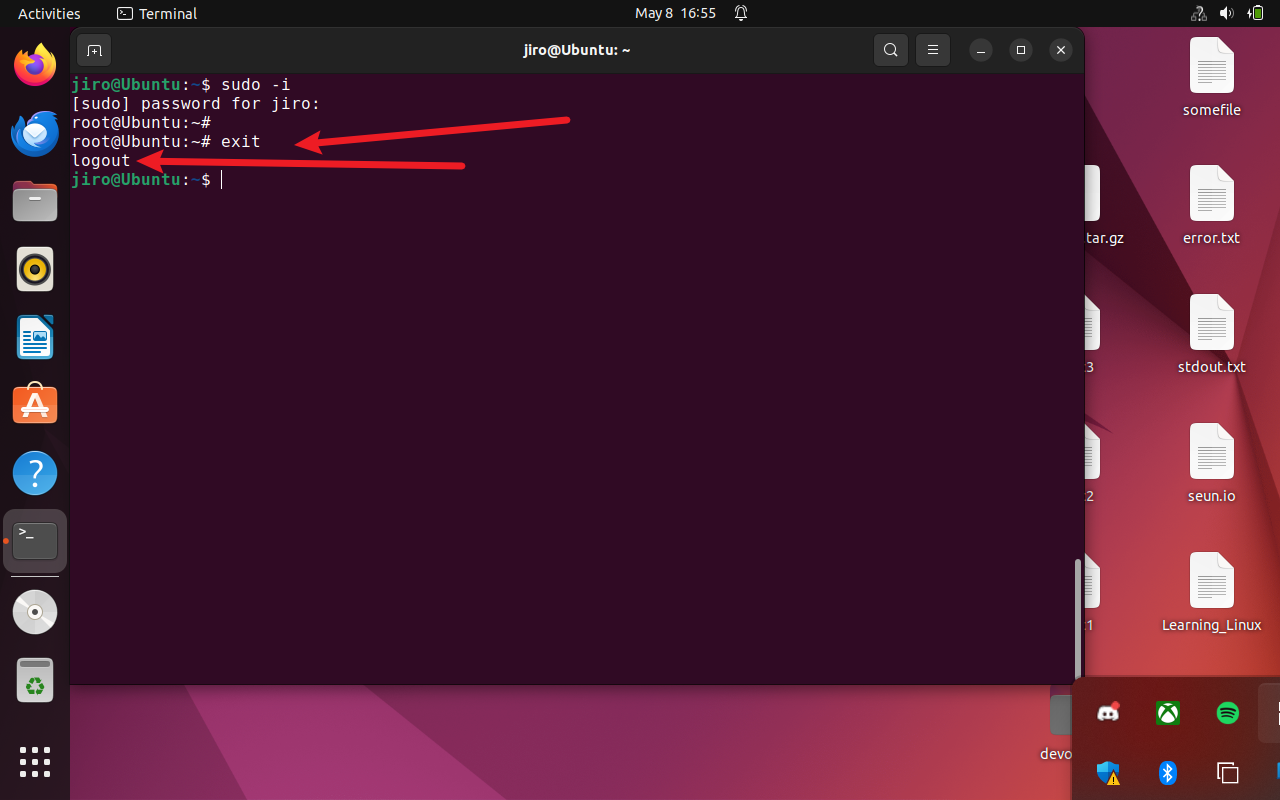 Activities
Terminal
May 8 16:55
jiro@Ubuntu: ~
jiro@Ubuntu:~$ sudo -i
[sudo] password for jiro:
root@Ubuntu:~#
root@Ubuntu:~# exit
logout
jiro@Ubuntu:~$
somefile
tar.gz
error.txt
3
stdout.txt
2
seun.io
1
Learning_Linux
devo